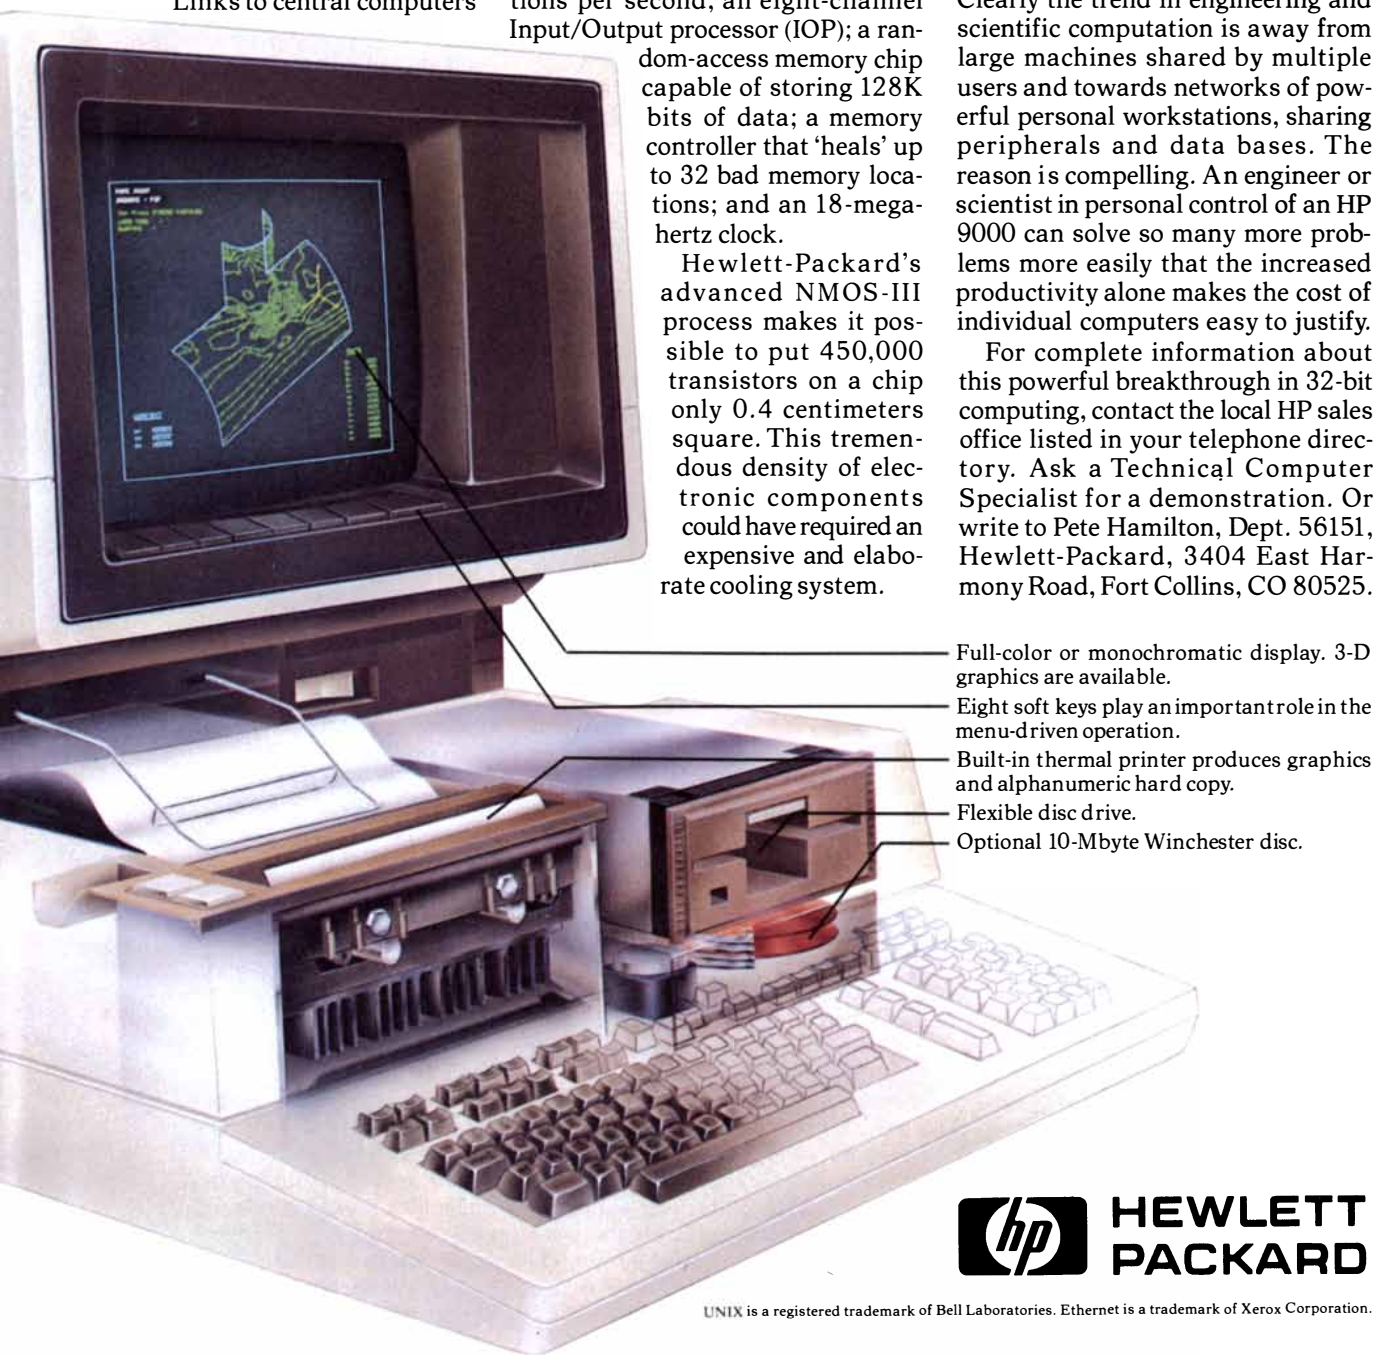 Links to central computers
tions per second; an eight-channel
Input/Output processor (IOP); a ran-
dom-access memory chip
capable of storing 128K
bits of data; a memory
controller that ‘heals’ up
to 32 bad memory loca-
tions; and an 18-mega-
hertz clock.
Hewlett-Packard's
advanced NMOS-III
process makes it pos-
sible to put 450,000
transistors on a chip
only 0.4 centimeters
square. This tremen-
dous density of elec-
tronic components
could have required an
expensive and elabo-
rate cooling system.
Clearly the trend in engineering and
scientific computation is away from
large machines shared by multiple
users and towards networks of pow-
erful personal workstations, sharing
peripherals and data bases. The
reason is compelling. An engineer or
scientist in personal control of an HP
9000 can solve so many more prob-
lems more easily that the increased
productivity alone makes the cost of
individual computers easy to justify.
For complete information about
this powerful breakthrough in 32-bit
computing, contact the local HP sales
office listed in your telephone direc-
tory. Ask a Technical Computer
Specialist for a demonstration. Or
write to Pete Hamilton, Dept. 56151,
Hewlett-Packard, 3404 East Har-
mony Road, Fort Collins, CO 80525.
Full-color or monochromatic display. 3-D
graphics are available.
Eight soft keys play an important role in the
menu-driven operation.
Built-in thermal printer produces graphics
and alphanumeric hard copy.
Flexible disc drive.
Optional 10-Mbyte Winchester disc.
hp HEWLETT
PACKARD
UNIX is a registered trademark of Bell Laboratories. Ethernet is a trademark of Xerox Corporation.